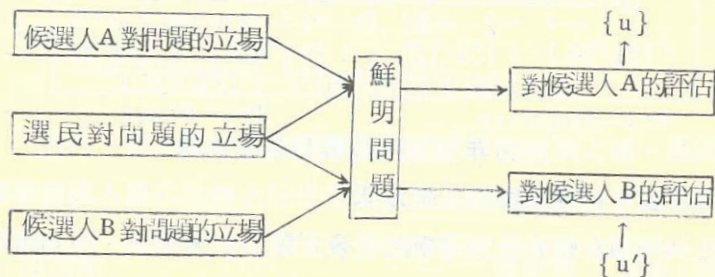 {u}
候選人A對問題的立場
對候選人A的評估
鮮明問題
選民對問題的立場
對候選人B的評估
候選人B對問題的立場
{u′}